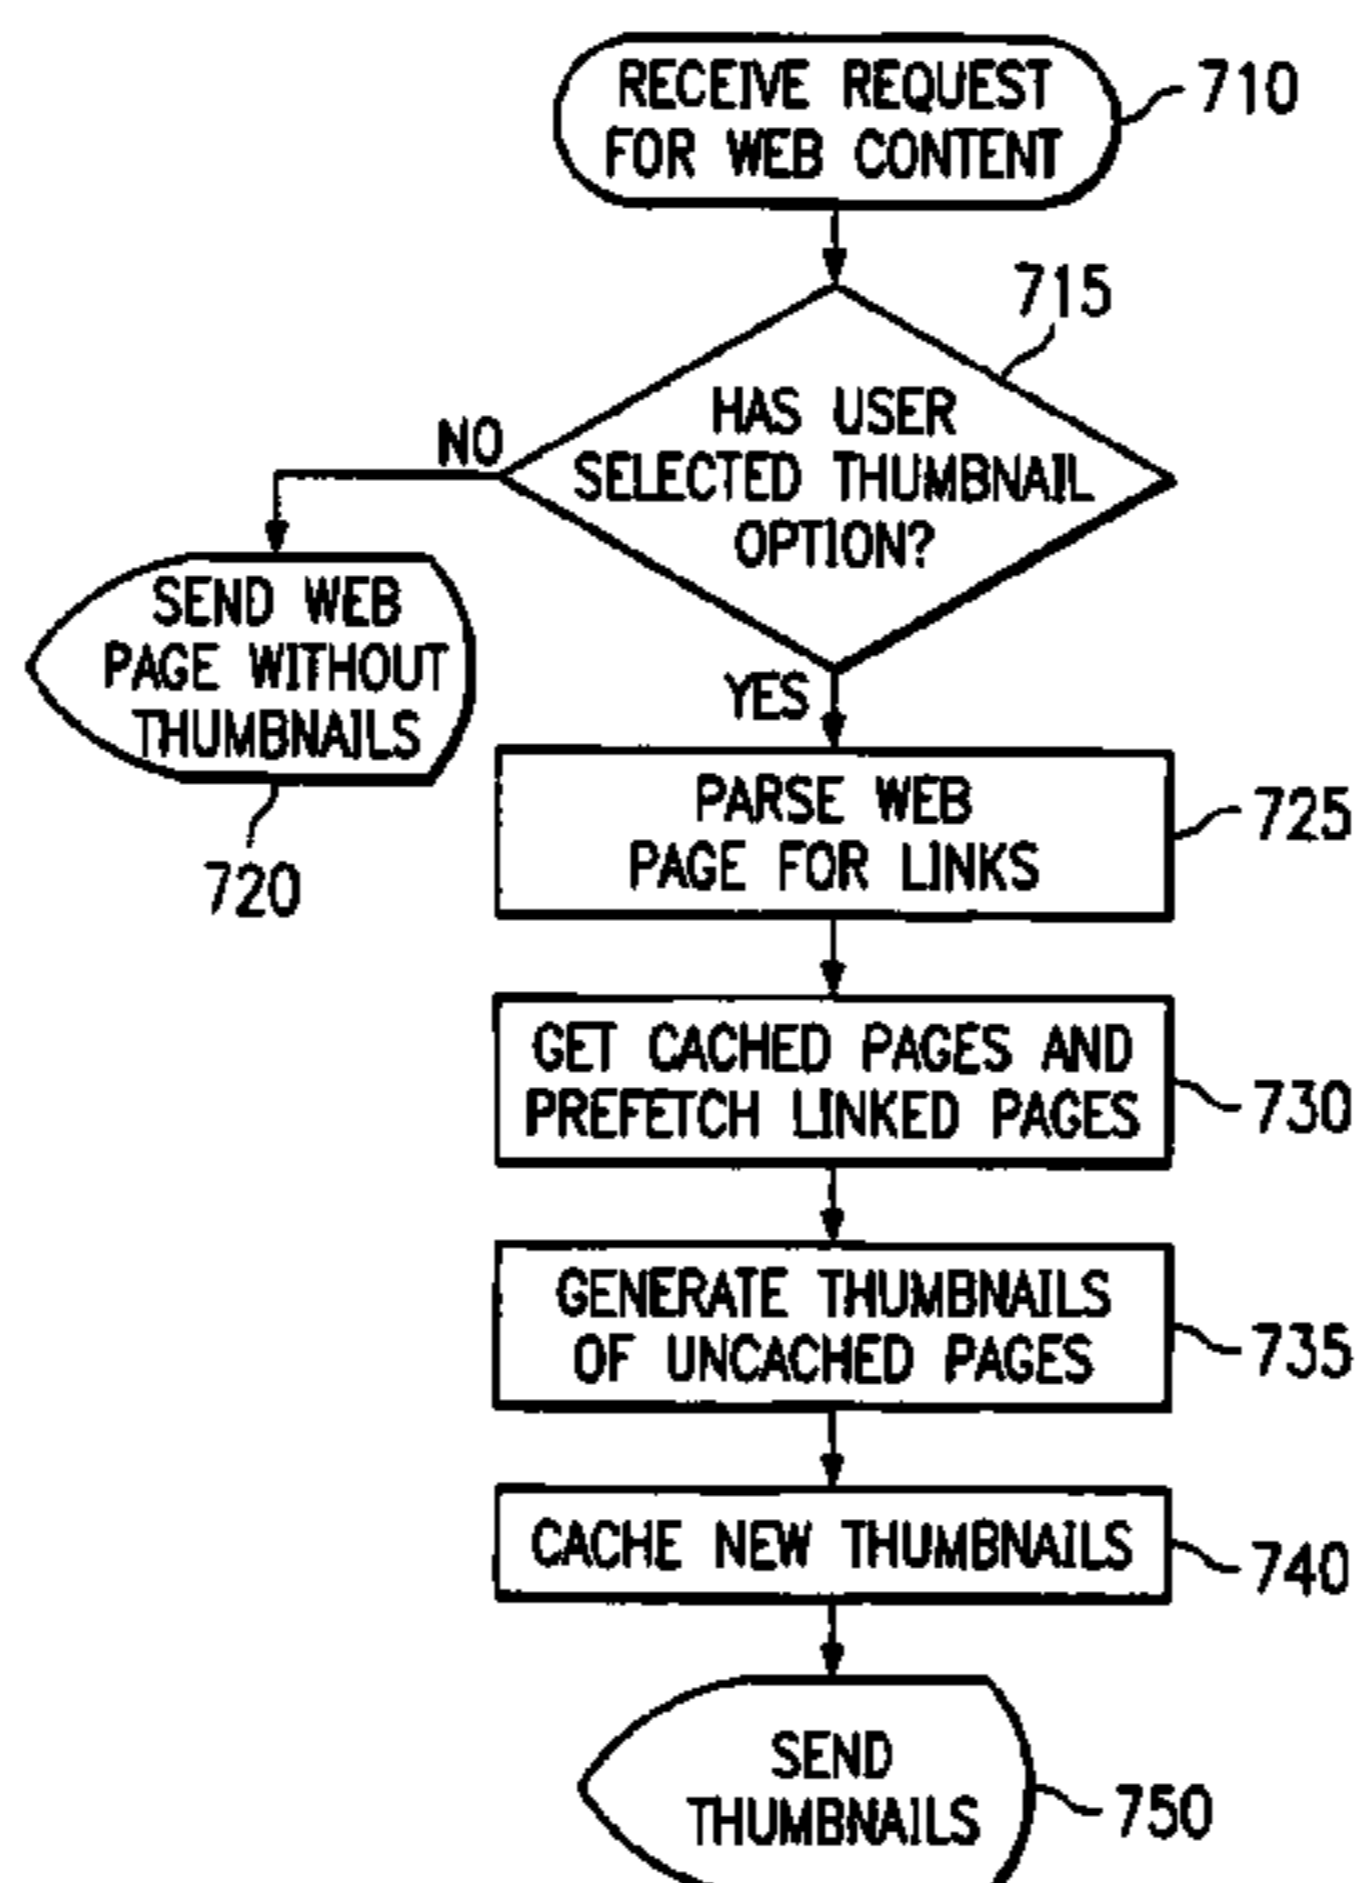 RECEIVE REQUEST
FOR WEB CONTENT
710
715
HAS USER
SELECTED THUMBNAIL
OPTION?
NO
SEND WEB
PAGE WITHOUT
THUMBNAILS
720
YES
PARSE WEB
PAGE FOR LINKS
725
GET CACHED PAGES AND
PREFETCH LINKED PAGES
730
GENERATE THUMBNAILS
OF UNCACHED PAGES
735
CACHE NEW THUMBNAILS
740
SEND
THUMBNAILS
750